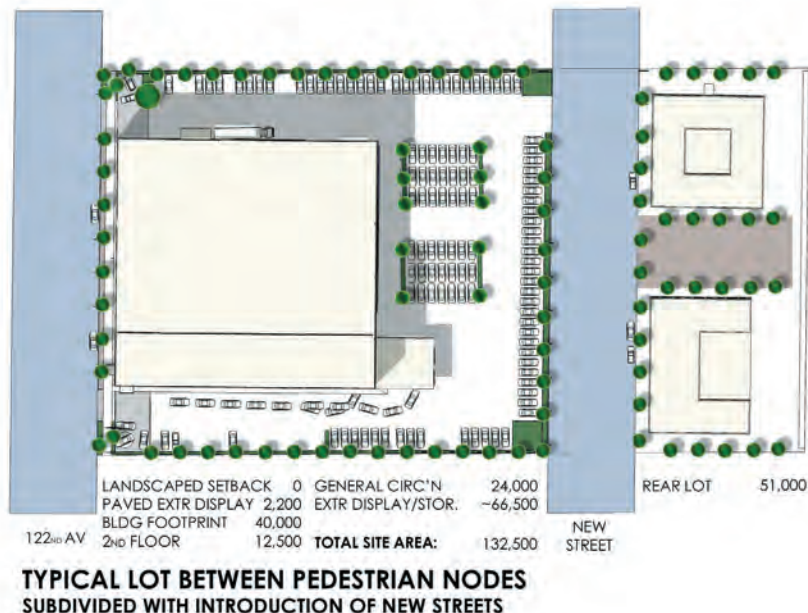 LANDSCAPED SETBACK 0 GENERAL CIRC'N 24,000 REAR LOT 51,000
PAVED EXTR DISPLAY 2,200 EXTR DISPLAY/STOR. ~66,500
BLDG FOOTPRINT 40,000
122ND AV 2ND FLOOR 12,500 TOTAL SITE AREA: 132,500 NEW
STREET
TYPICAL LOT BETWEEN PEDESTRIAN NODES
SUBDIVIDED WITH INTRODUCTION OF NEW STREETS